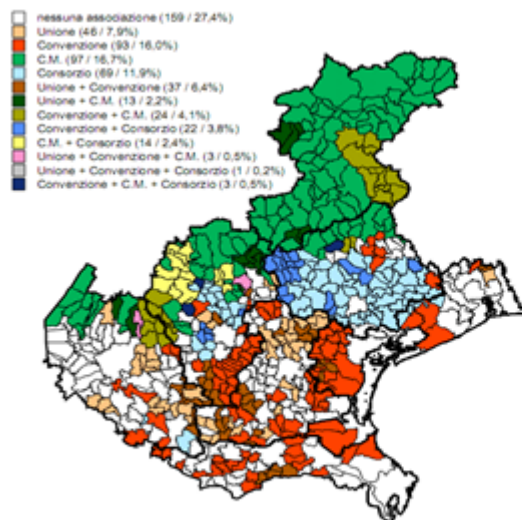 nessuna associazione (159 / 27,4%)
Unione (46 / 7,9%)
Convenzione (93 / 16,0%)
C.M. (97 / 16,7%)
Consorzio (69 / 11,9%)
Unione + Convenzione (37 / 6,4%)
Unione + C.M. (13 / 2,2%)
Convenzione + C.M. (24 / 4,1%)
Convenzione + Consorzio (22 / 3,8%)
C.M. + Consorzio (14 / 2,4%)
Unione + Convenzione + C.M. (3 / 0,5%)
Unione + Convenzione + Consorzio (1 / 0,2%)
Convenzione + C.M. + Consorzio (3 / 0,5%)